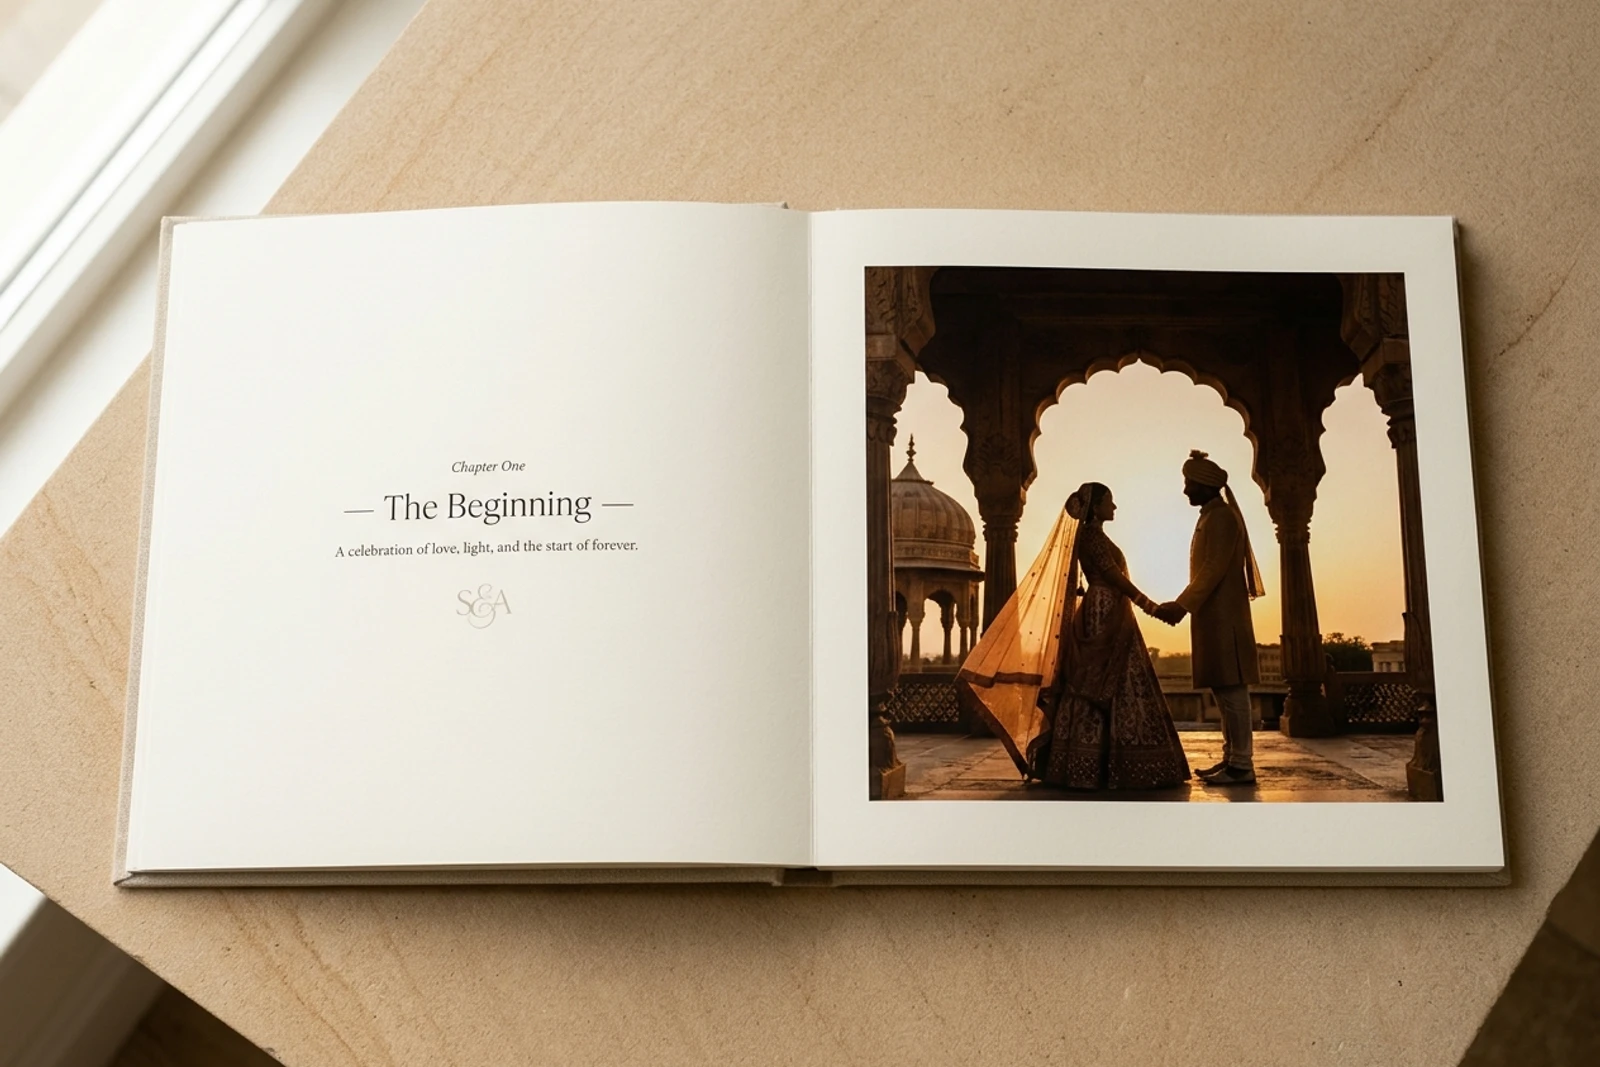 Chapter One
— The Beginning —
A celebration of love, light, and the start of forever.
S&A